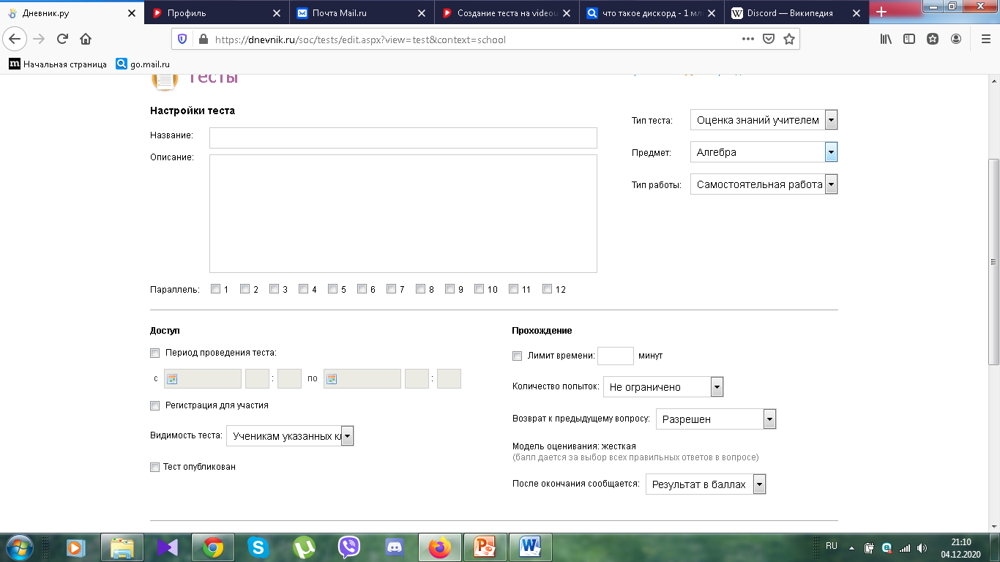 Дневник.ру
Профиль
Почта Mail.ru
Создание теста на videou
что такое дискорд - 1 мл
Discord — Википедия
https://dnevnik.ru/soc/tests/edit.aspx?view=test&context=school
Начальная страница
go.mail.ru
Тесты
Настройки теста
Название:
Описание:
Тип теста: Оценка знаний учителем
Предмет: Алгебра
Тип работы: Самостоятельная работа
Параллель: 1 2 3 4 5 6 7 8 9 10 11 12
Доступ
Период проведения теста:
с : по :
Регистрация для участия
Видимость теста: Ученикам указанных кл
Тест опубликован
Прохождение
Лимит времени: минут
Количество попыток: Не ограничено
Возврат к предыдущему вопросу: Разрешен
Модель оценивания: жесткая
(балл дается за выбор всех правильных ответов в вопросе)
После окончания сообщается: Результат в баллах
RU
21:10
04.12.2020